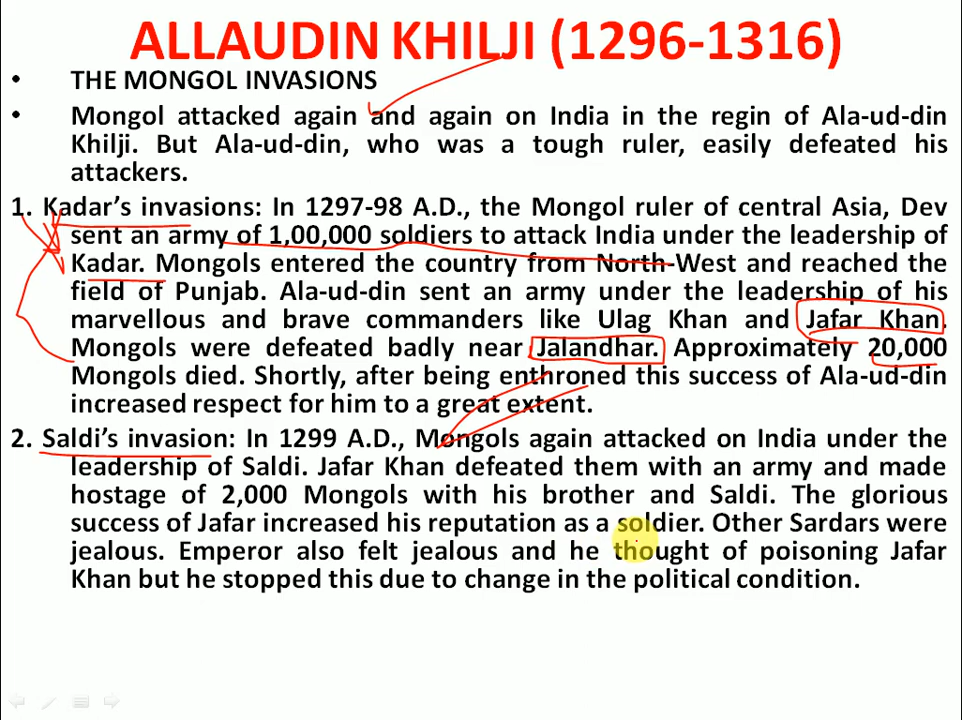 ALLAUDIN KHILJI (1296-1316)
• THE MONGOL INVASIONS
• Mongol attacked again and again on India in the regin of Ala-ud-din
Khilji. But Ala-ud-din, who was a tough ruler, easily defeated his
attackers.
1. Kadar's invasions: In 1297-98 A.D., the Mongol ruler of central Asia, Dev
sent an army of 1,00,000 soldiers to attack India under the leadership of
Kadar. Mongols entered the country from North-West and reached the
field of Punjab. Ala-ud-din sent an army under the leadership of his
marvellous and brave commanders like Ulag Khan and Jafar Khan.
Mongols were defeated badly near Jalandhar. Approximately 20,000
Mongols died. Shortly, after being enthroned this success of Ala-ud-din
increased respect for him to a great extent.
2. Saldi's invasion: In 1299 A.D., Mongols again attacked on India under the
leadership of Saldi. Jafar Khan defeated them with an army and made
hostage of 2,000 Mongols with his brother and Saldi. The glorious
success of Jafar increased his reputation as a soldier. Other Sardars were
jealous. Emperor also felt jealous and he thought of poisoning Jafar
Khan but he stopped this due to change in the political condition.